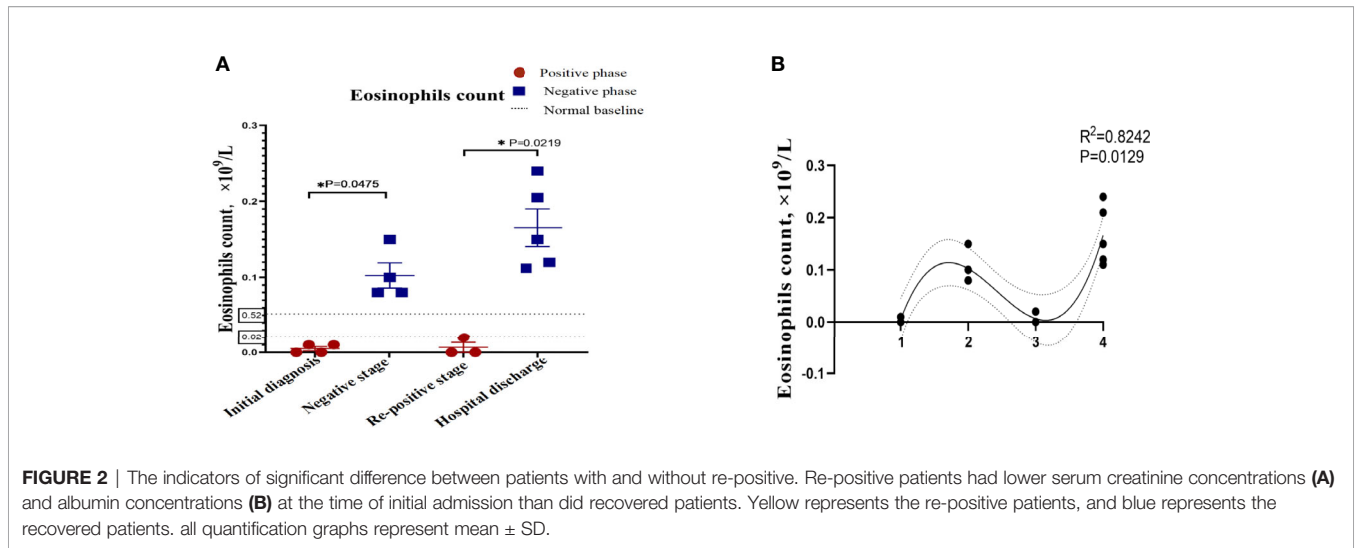 A
Eosinophils count
Positive phase
Negative phase
Normal baseline
Eosinophils count, ×10⁹/L
0.3
0.2
0.1
0.52
0.02
0.0
*P=0.0475
* P=0.0219
Initial diagnosis
Negative stage
Re-positive stage
Hospital discharge
B
R²=0.8242
P=0.0129
Eosinophils count, ×10⁹/L
0.3
0.2
0.1
0.0
-0.1
1 2 3 4
FIGURE 2 | The indicators of significant difference between patients with and without re-positive. Re-positive patients had lower serum creatinine concentrations (A)
and albumin concentrations (B) at the time of initial admission than did recovered patients. Yellow represents the re-positive patients, and blue represents the
recovered patients. all quantification graphs represent mean ± SD.